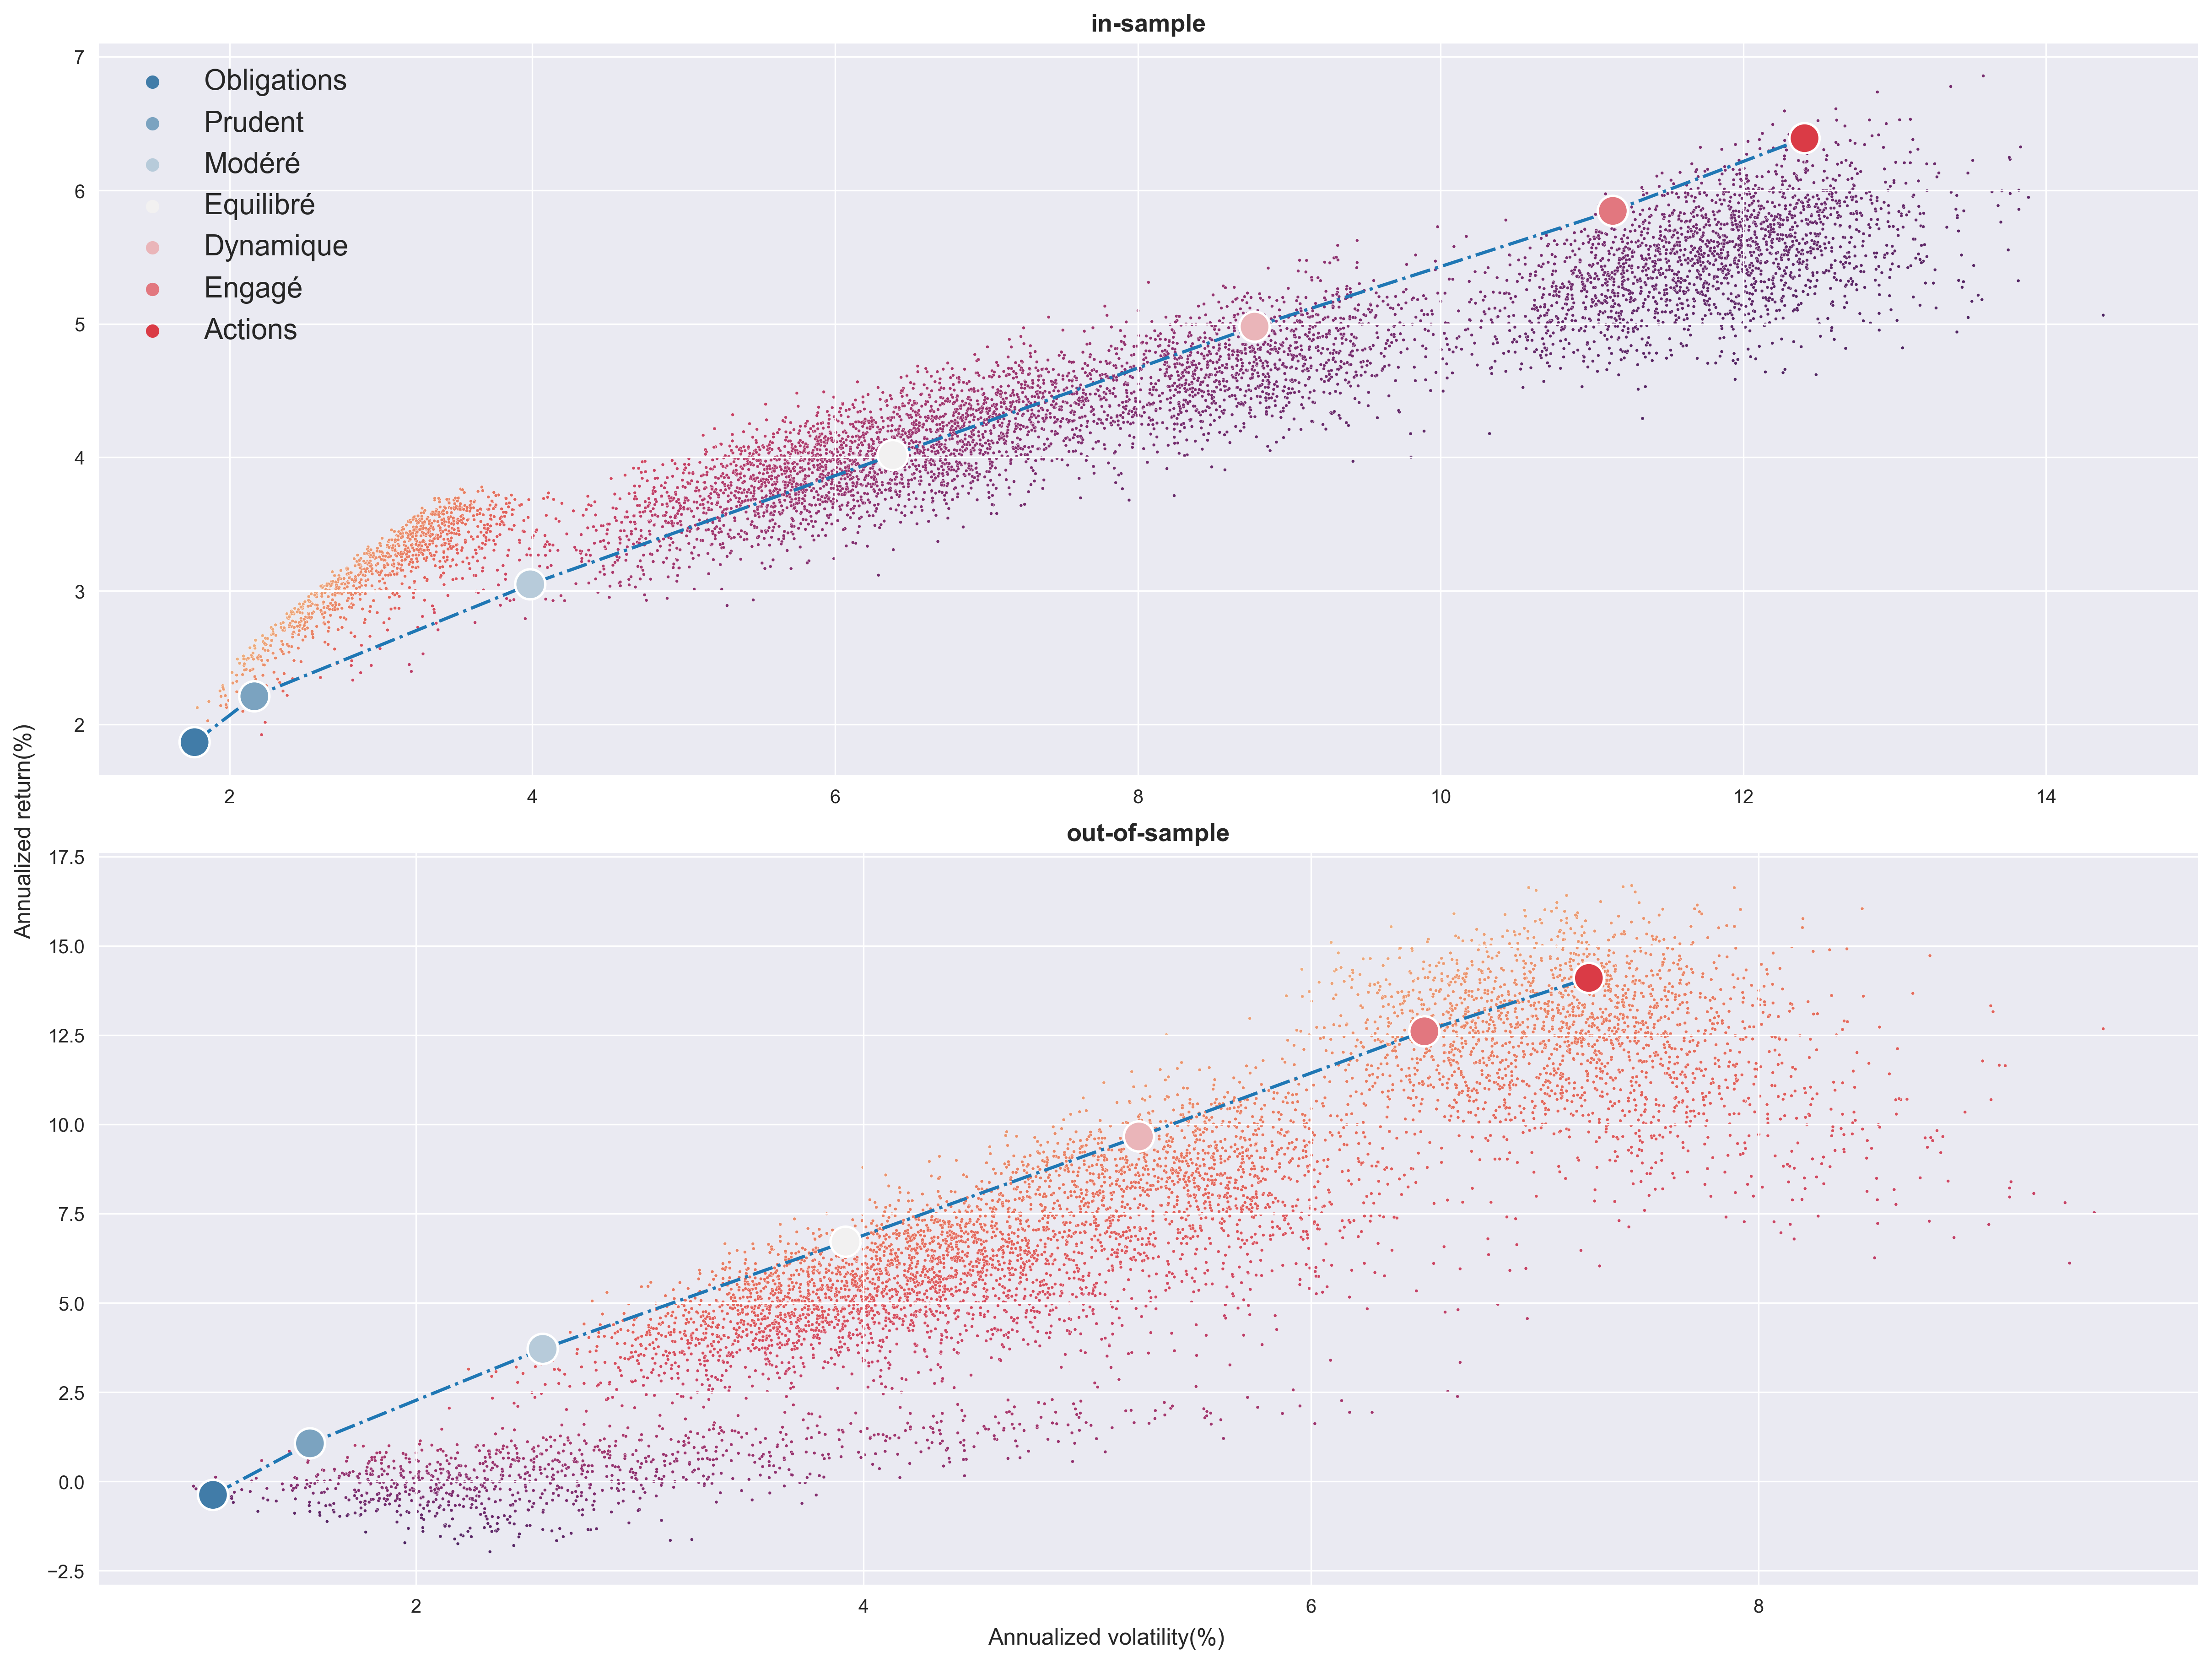 in-sample
7
6
5
4
3
2
Obligations
Prudent
Modéré
Equilibré
Dynamique
Engagé
Actions
2 4 6 8 10 12 14
Annualized return(%)
out-of-sample
17.5
15.0
12.5
10.0
7.5
5.0
2.5
0.0
−2.5
2 4 6 8
Annualized volatility(%)